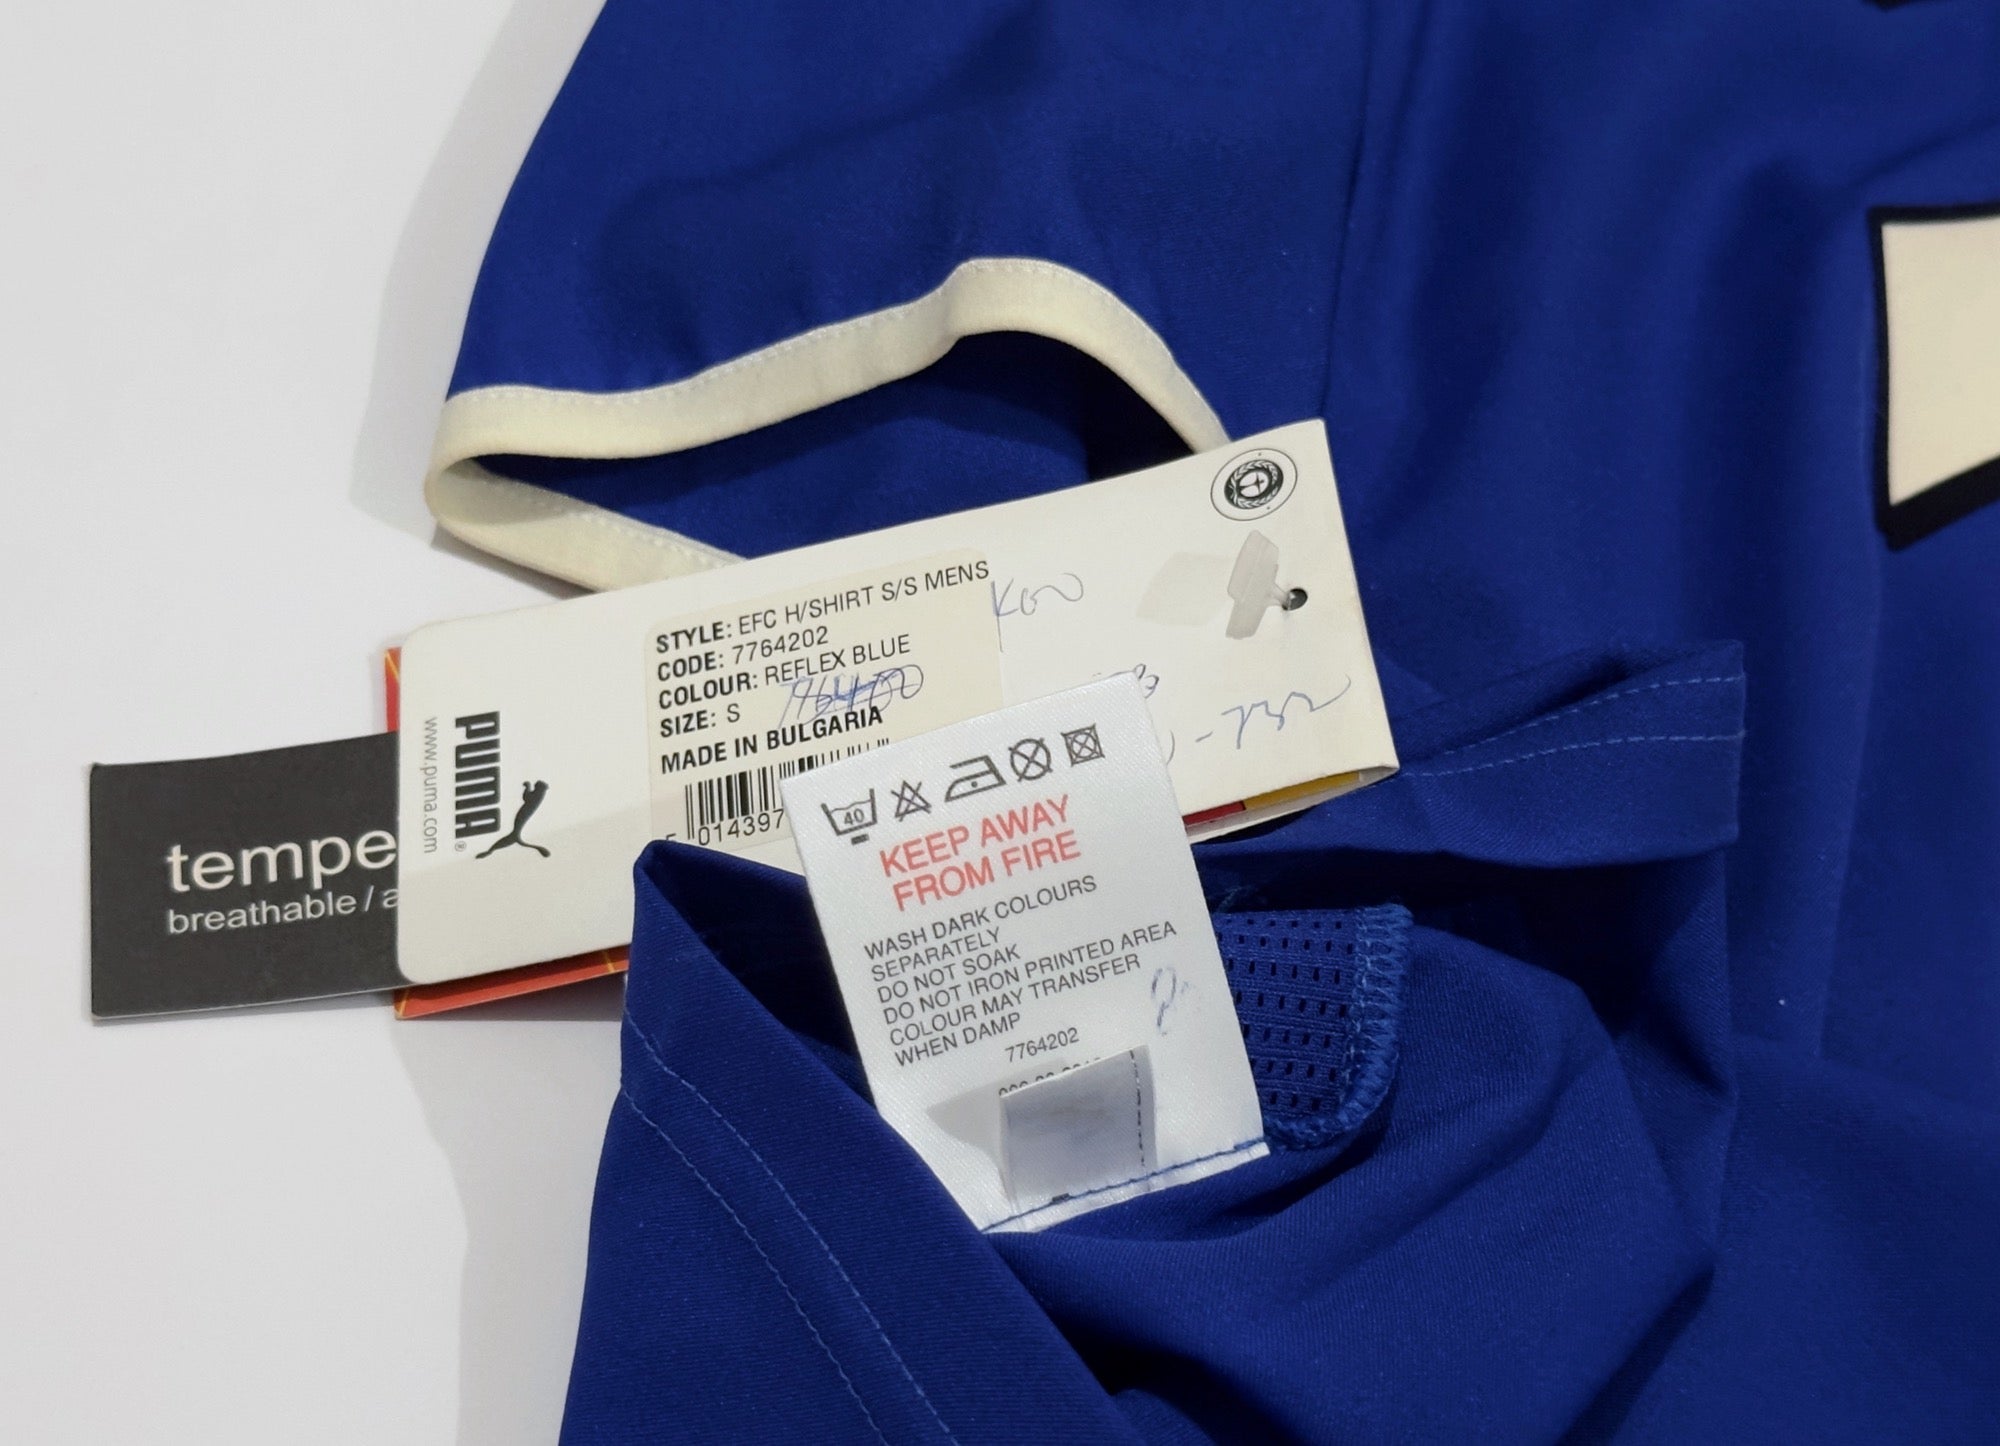 STYLE: EFC H/SHIRT S/S MENS
CODE: 7764202
COLOUR: REFLEX BLUE
SIZE: S
MADE IN BULGARIA
014397
PUMA
®
www.puma.com
tempe
breathable / a
40
KEEP AWAY
FROM FIRE
WASH DARK COLOURS
SEPARATELY
DO NOT SOAK
DO NOT IRON PRINTED AREA
COLOUR MAY TRANSFER
WHEN DAMP
7764202